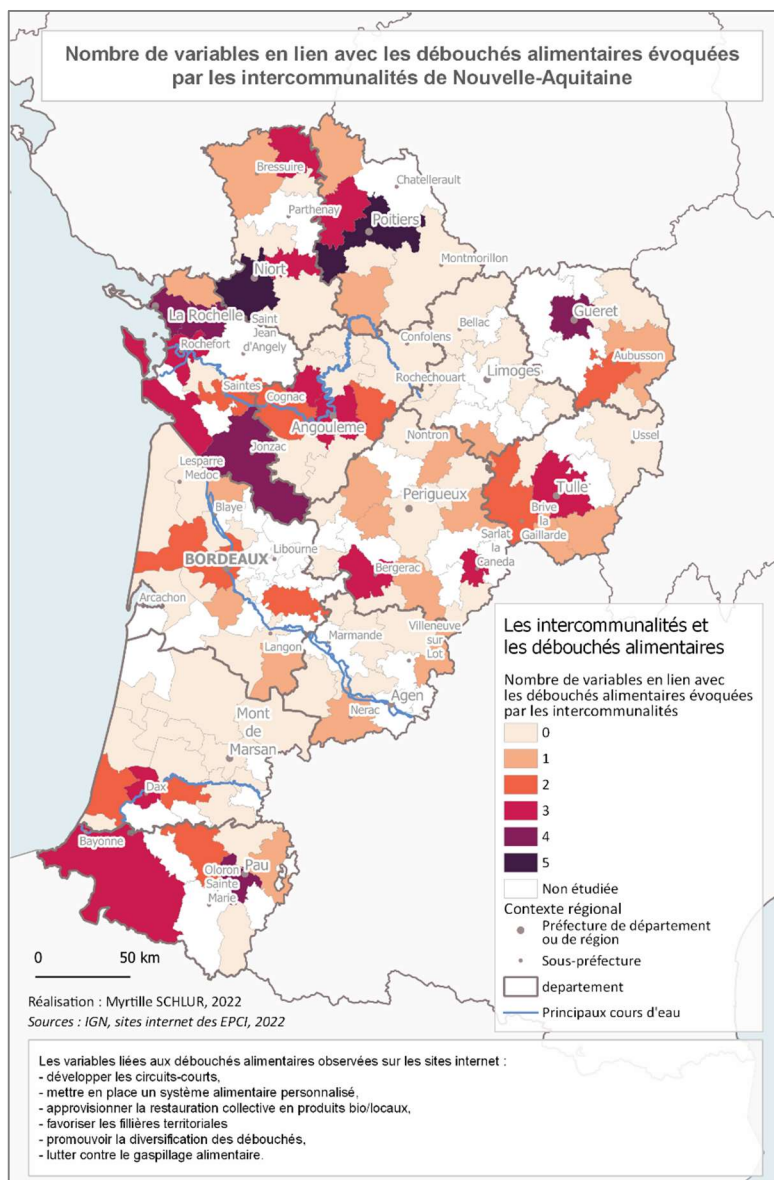 Nombre de variables en lien avec les débouchés alimentaires évoquées
par les intercommunalités de Nouvelle-Aquitaine
Bressuire
Chatellerault
Parthenay
Poitiers
Niort
Montmorillon
La Rochelle
Saint
Jean
d'Angely
Rochefort
Confolens
Bellac
Gueret
Aubusson
Saintes
Cognac
Rochechouart
Limoges
Angouleme
Nontron
Ussel
Jonzac
Lesparre
Medoc
Perigueux
Tulle
Blaye
Brive
la
Gaillarde
Libourne
BORDEAUX
Sarlat
la
Caneda
Bergerac
Arcachon
Marmande
Villeneuve
sur
Lot
Langon
Agen
Nerac
Mont
de
Marsan
Dax
Bayonne
Pau
Oloron
Sainte
Marie
0 50 km
Les intercommunalités et
les débouchés alimentaires
Nombre de variables en lien avec
les débouchés alimentaires évoquées
par les intercommunalités
0
1
2
3
4
5
Non étudiée
Contexte régional
Préfecture de département
ou de région
Sous-préfecture
departement
Principaux cours d'eau
Réalisation : Myrtille SCHLUR, 2022
Sources : IGN, sites internet des EPCI, 2022
Les variables liées aux débouchés alimentaires observées sur les sites internet :
- développer les circuits-courts,
- mettre en place un système alimentaire personnalisé,
- approvisionner la restauration collective en produits bio/locaux,
- favoriser les fillières territoriales
- promouvoir la diversification des débouchés,
- lutter contre le gaspillage alimentaire.